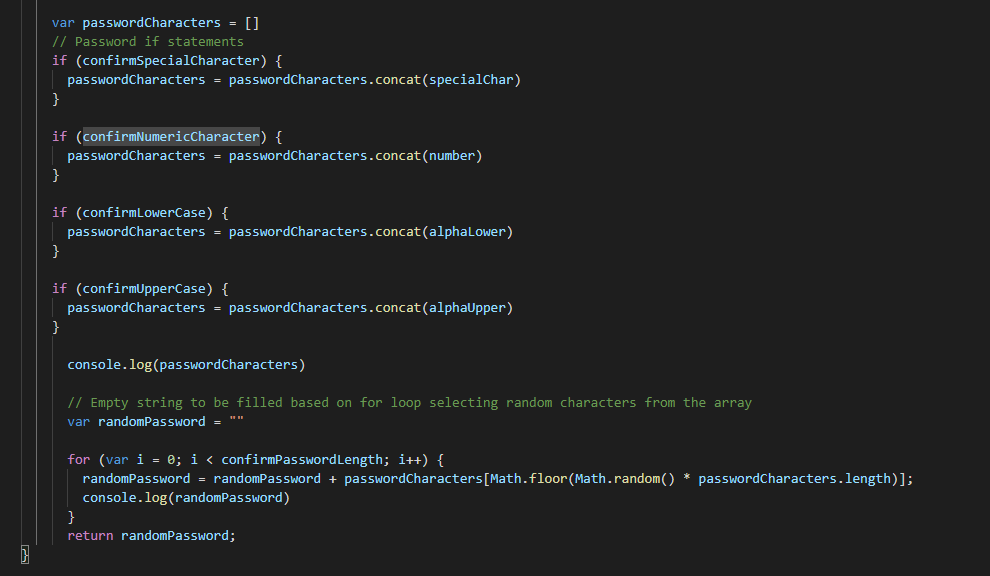 var passwordCharacters = []
// Password if statements
if (confirmSpecialCharacter) {
passwordCharacters = passwordCharacters.concat(specialChar)
}
if (confirmNumericCharacter) {
passwordCharacters = passwordCharacters.concat(number)
}
if (confirmLowerCase) {
passwordCharacters = passwordCharacters.concat(alphaLower)
}
if (confirmUpperCase) {
passwordCharacters = passwordCharacters.concat(alphaUpper)
}
console.log(passwordCharacters)
// Empty string to be filled based on for loop selecting random characters from the array
var randomPassword = ""
for (var i = 0; i < confirmPasswordLength; i++) {
randomPassword = randomPassword + passwordCharacters[Math.floor(Math.random() * passwordCharacters.length)];
console.log(randomPassword)
}
return randomPassword;
}